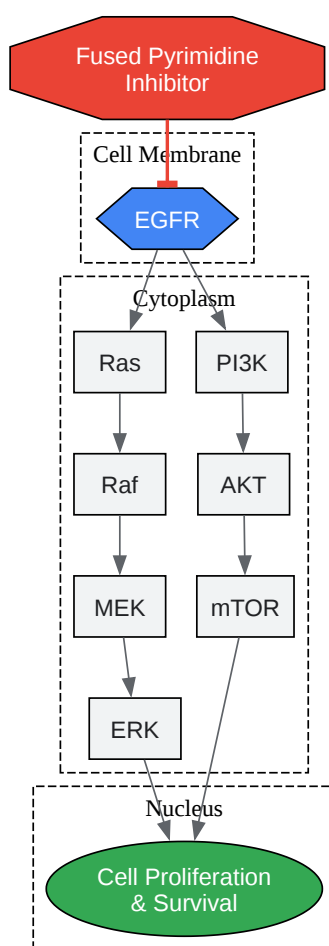 Fused Pyrimidine
Inhibitor
Cell Membrane
EGFR
Cytoplasm
Ras
PI3K
Raf
AKT
MEK
mTOR
ERK
Nucleus
Cell Proliferation
& Survival